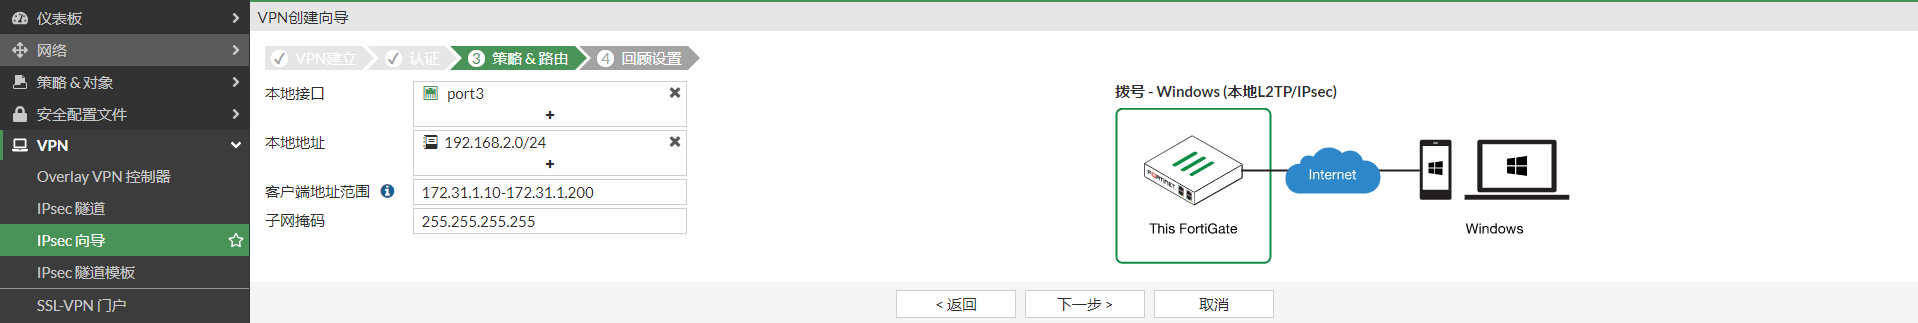 仪表板
网络
策略 & 对象
安全配置文件
VPN
Overlay VPN 控制器
IPsec 隧道
IPsec 向导
IPsec 隧道模板
SSL-VPN 门户
VPN创建向导
VPN建立
认证
3 策略 & 路由
4 回顾设置
本地接口
port3
+
本地地址
192.168.2.0/24
+
客户端地址范围
172.31.1.10-172.31.1.200
子网掩码
255.255.255.255
拨号 - Windows (本地L2TP/IPsec)
FORTINET
This FortiGate
Internet
Windows
< 返回
下一步 >
取消